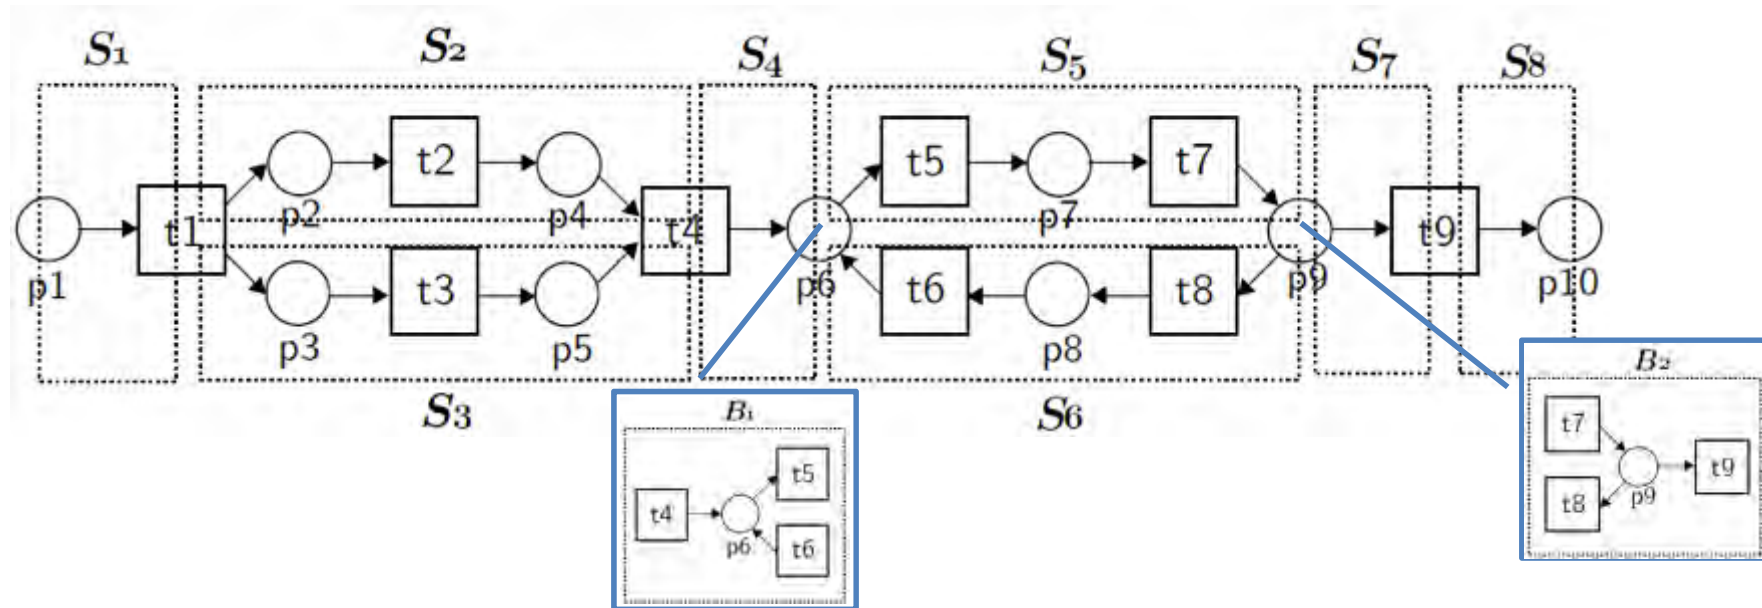 S1 S2 S4 S5 S7 S8
t2 t5 t7
p2 p4 p7
t1 t4 t9
p1 p6 p9 p10
t3 t6 t8
p3 p5 p8
S3 S6
B1
t5
t4
p6
t6
B2
t7
t9
p9
t8